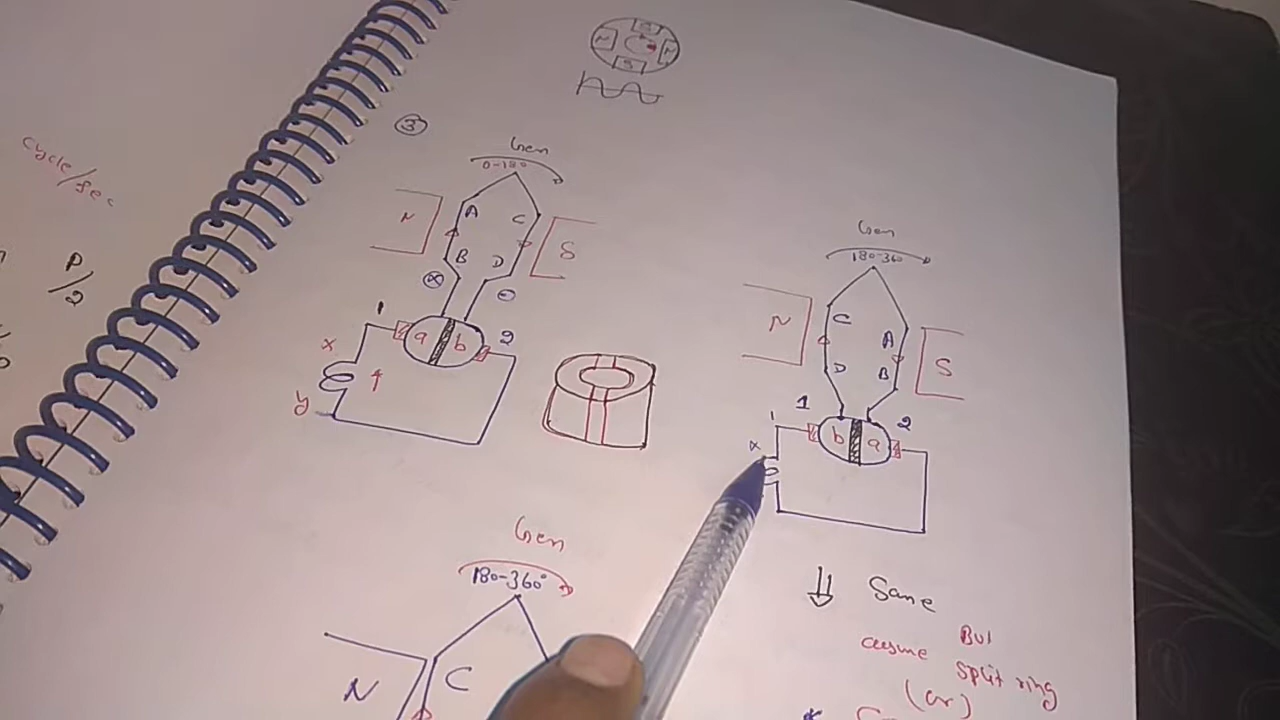 cycle/sec
P/2
S
N
N
S
③
Gen
0-180
N
A
C
S
B
D
1
a
b
2
x
y
Gen
180-360
N
C
A
S
D
B
1
b
a
2
x
Gen
180-360°
N
C
⇓ Same
But
assume
split ring
(or)